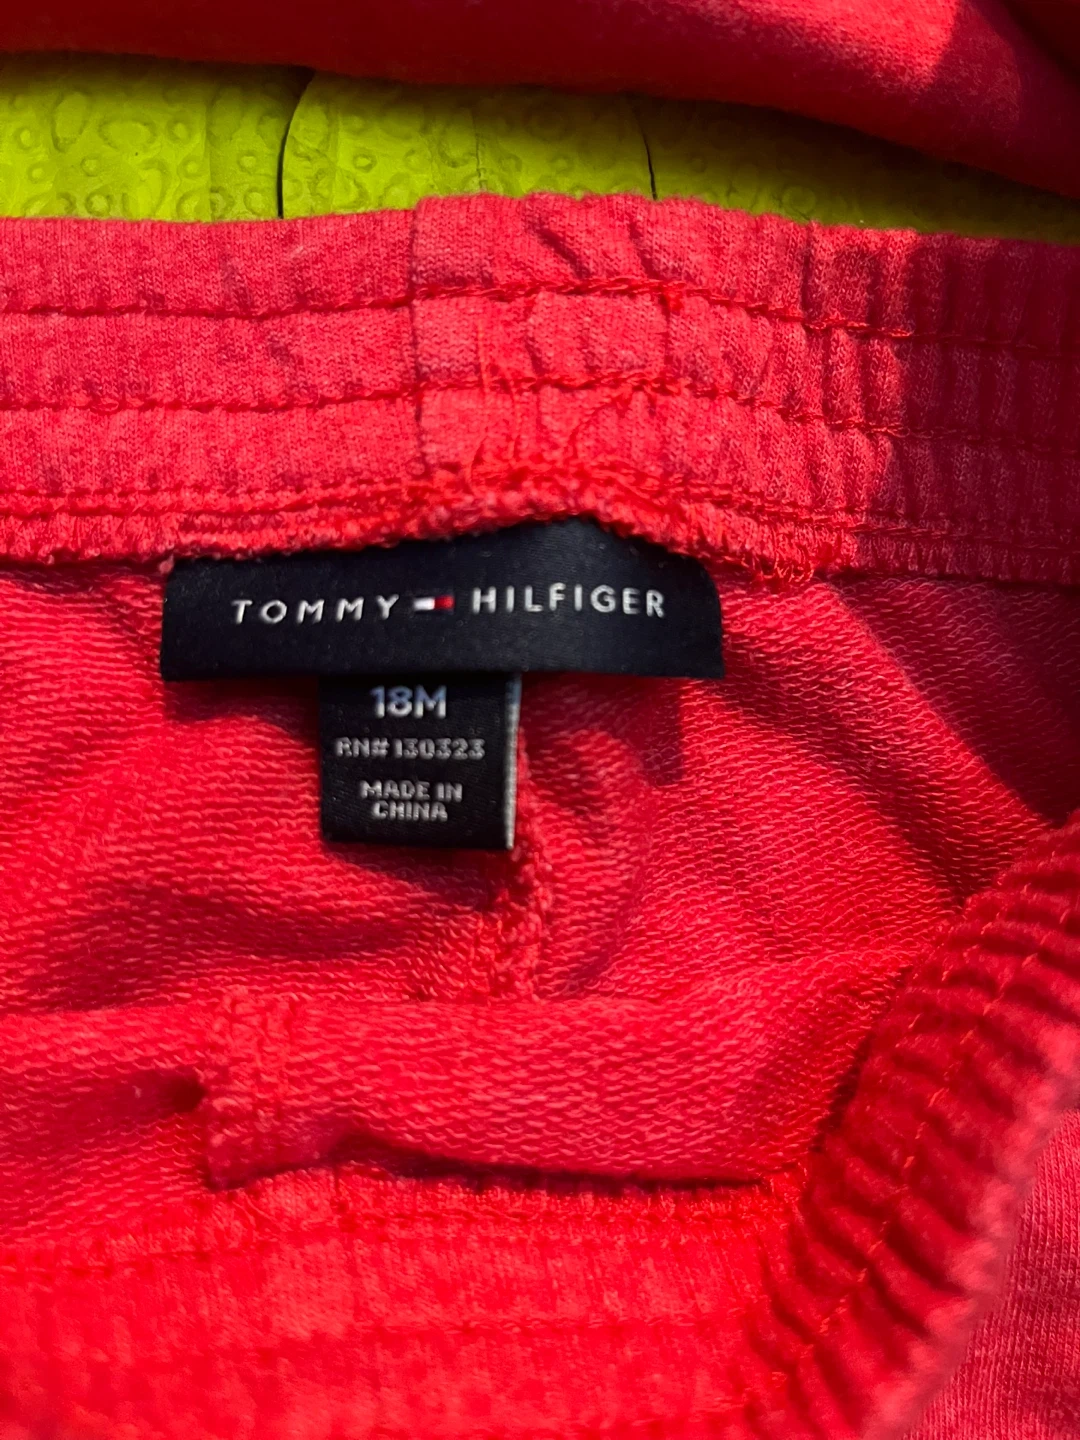 TOMMY HILFIGER
18M
RN# 130323
MADE IN
CHINA